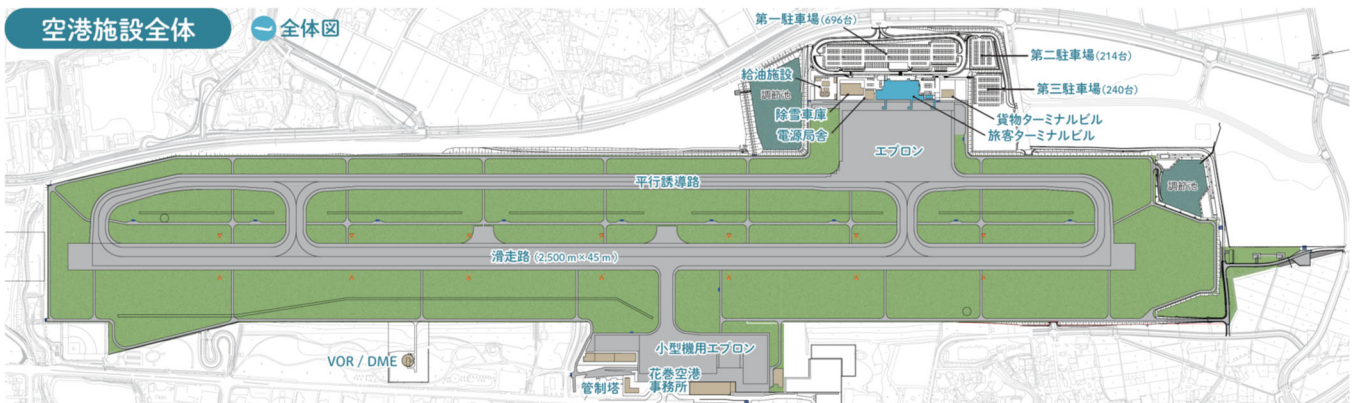 空港施設全体
全体図
第一駐車場(696台)
第二駐車場(214台)
給油施設
第三駐車場(240台)
調節池
除雪車庫
貨物ターミナルビル
電源局舎
旅客ターミナルビル
エプロン
平行誘導路
調節池
滑走路(2,500m×45m)
小型機用エプロン
VOR / DME
花巻空港
事務所
管制塔